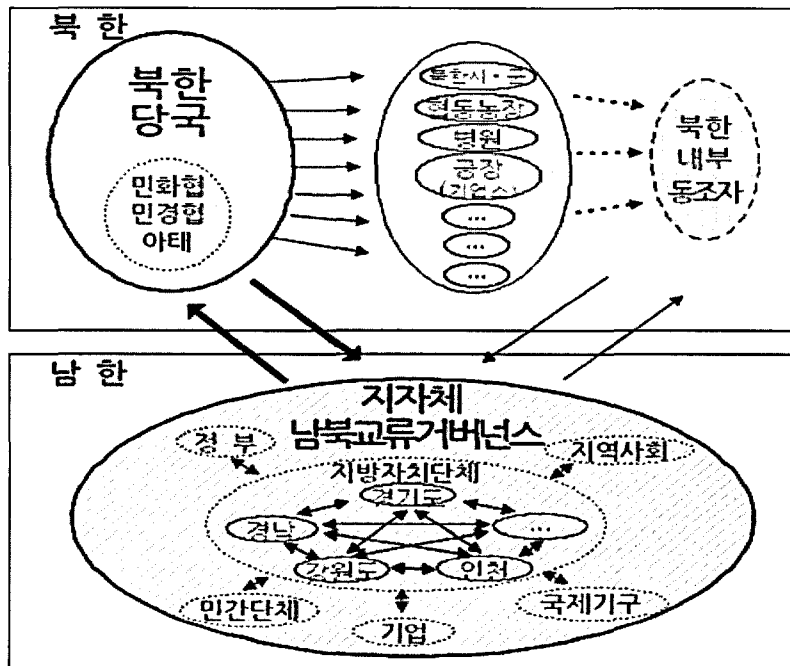 북 한
북한
당국
민화협
민경협
아태
북한시·군
협동농장
병원
공장
(기업소)
...
...
...
북한
내부
동조자
남 한
지자체
남북교류거버넌스
정 부
지역사회
지방자치단체
경기도
경남
...
강원도
인천
민간단체
기업
국제기구